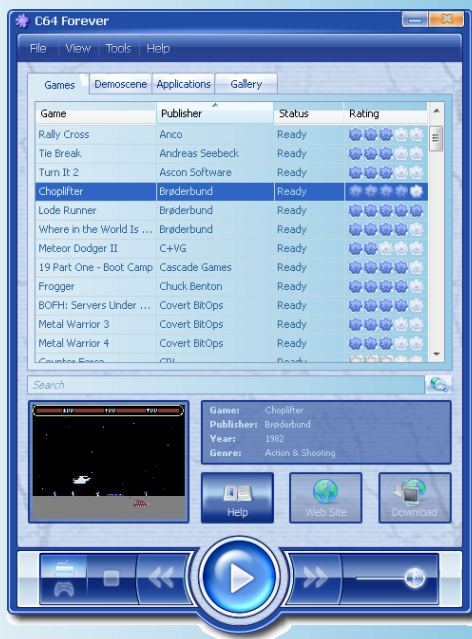 C64 Forever
File View Tools Help
Games Demoscene Applications Gallery
Game Publisher Status Rating
Rally Cross Anco Ready
Tie Break Andreas Seebeck Ready
Turn It 2 Ascon Software Ready
Choplifter Brøderbund Ready
Lode Runner Brøderbund Ready
Where in the World Is ... Brøderbund Ready
Meteor Dodger II C+VG Ready
19 Part One - Boot Camp Cascade Games Ready
Frogger Chuck Benton Ready
BOFH: Servers Under ... Covert BitOps Ready
Metal Warrior 3 Covert BitOps Ready
Metal Warrior 4 Covert BitOps Ready
Counter Force CRL Ready
Search
Game: Choplifter
Publisher: Brøderbund
Year: 1982
Genre: Action & Shooting
Help Web Site Download